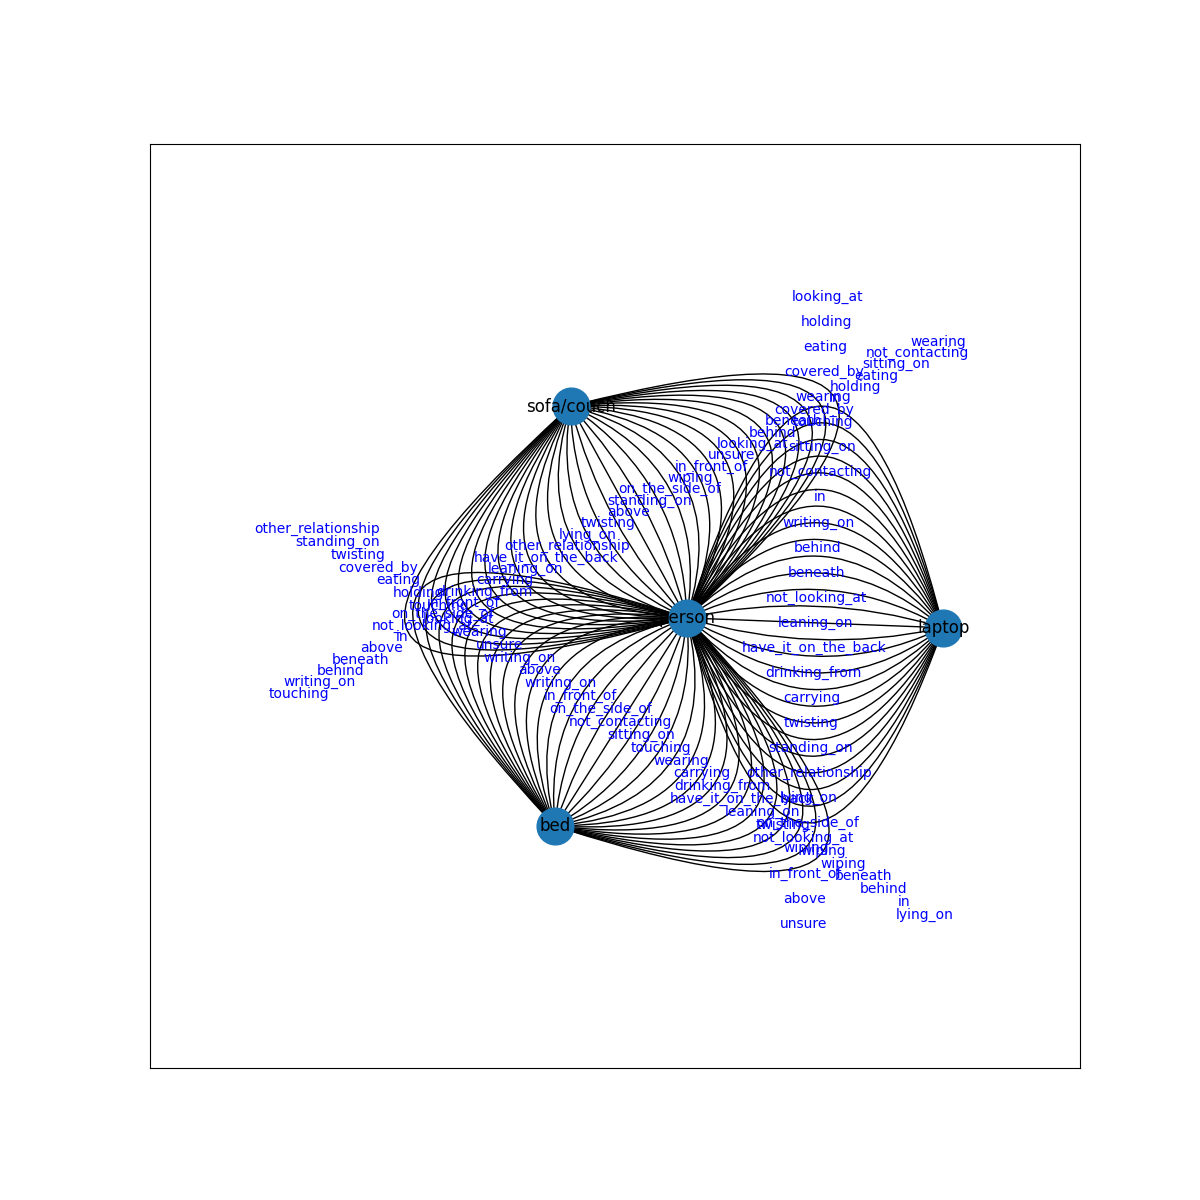 looking_at
holding
wearing
eating
not_contacting
sitting_on
covered_by
eating
holding
wearing
in
covered_by
beneath
touching
behind
looking_at
sitting_on
unsure
in_front_of
not_contacting
wiping
on_the_side_of
in
standing_on
above
twisting
writing_on
other_relationship
standing_on
lying_on
other_relationship
behind
twisting
have_it_on_the_back
covered_by
leaning_on
beneath
eating
carrying
holding
drinking_from
not_looking_at
touching
in_front_of
on_the_side_of
looking_at
leaning_on
not_looking_at
wearing
in
unsure
above
have_it_on_the_back
beneath
writing_on
behind
above
drinking_from
writing_on
writing_on
touching
in_front_of
carrying
on_the_side_of
not_contacting
twisting
sitting_on
touching
standing_on
wearing
carrying
other_relationship
drinking_from
have_it_on_the_back
lying_on
leaning_on
on_the_side_of
twisting
not_looking_at
wiping
wiping
wiping
in_front_of
beneath
behind
above
in
lying_on
unsure
sofa/couch
person
laptop
bed